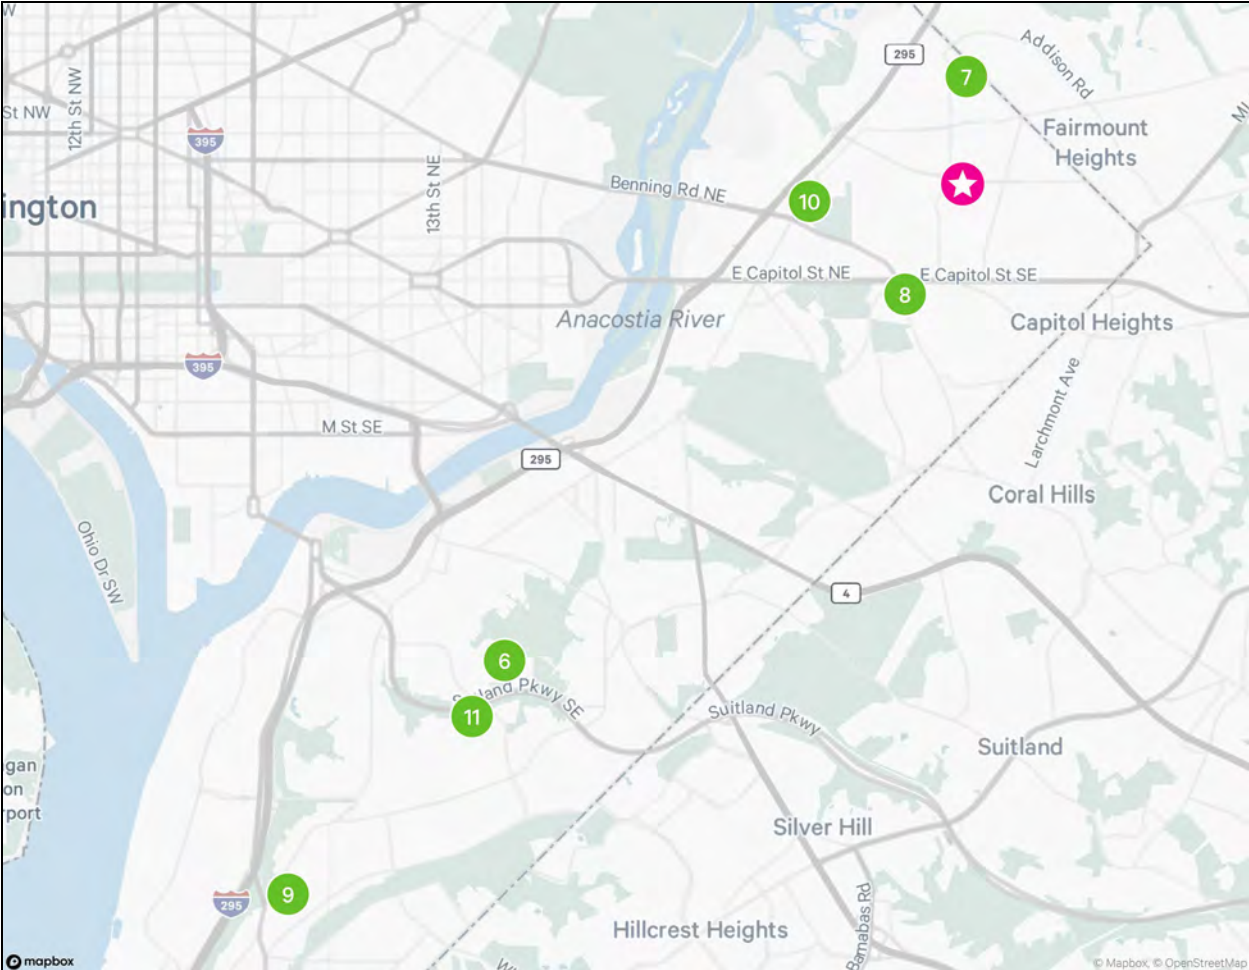 W
295
7
Addison Rd
12th St NW
St NW
395
Fairmount
Heights
13th St NE
Benning Rd NE
10
ington
E Capitol St NE
E Capitol St SE
8
Anacostia River
Capitol Heights
395
Larchmont Ave
M St SE
295
Coral Hills
Ohio Dr SW
4
6
Suitland Pkwy SE
11
Suitland Pkwy
gan
on
port
Suitland
Silver Hill
9
295
Barnabas Rd
Hillcrest Heights
mapbox
© Mapbox, © OpenStreetMap